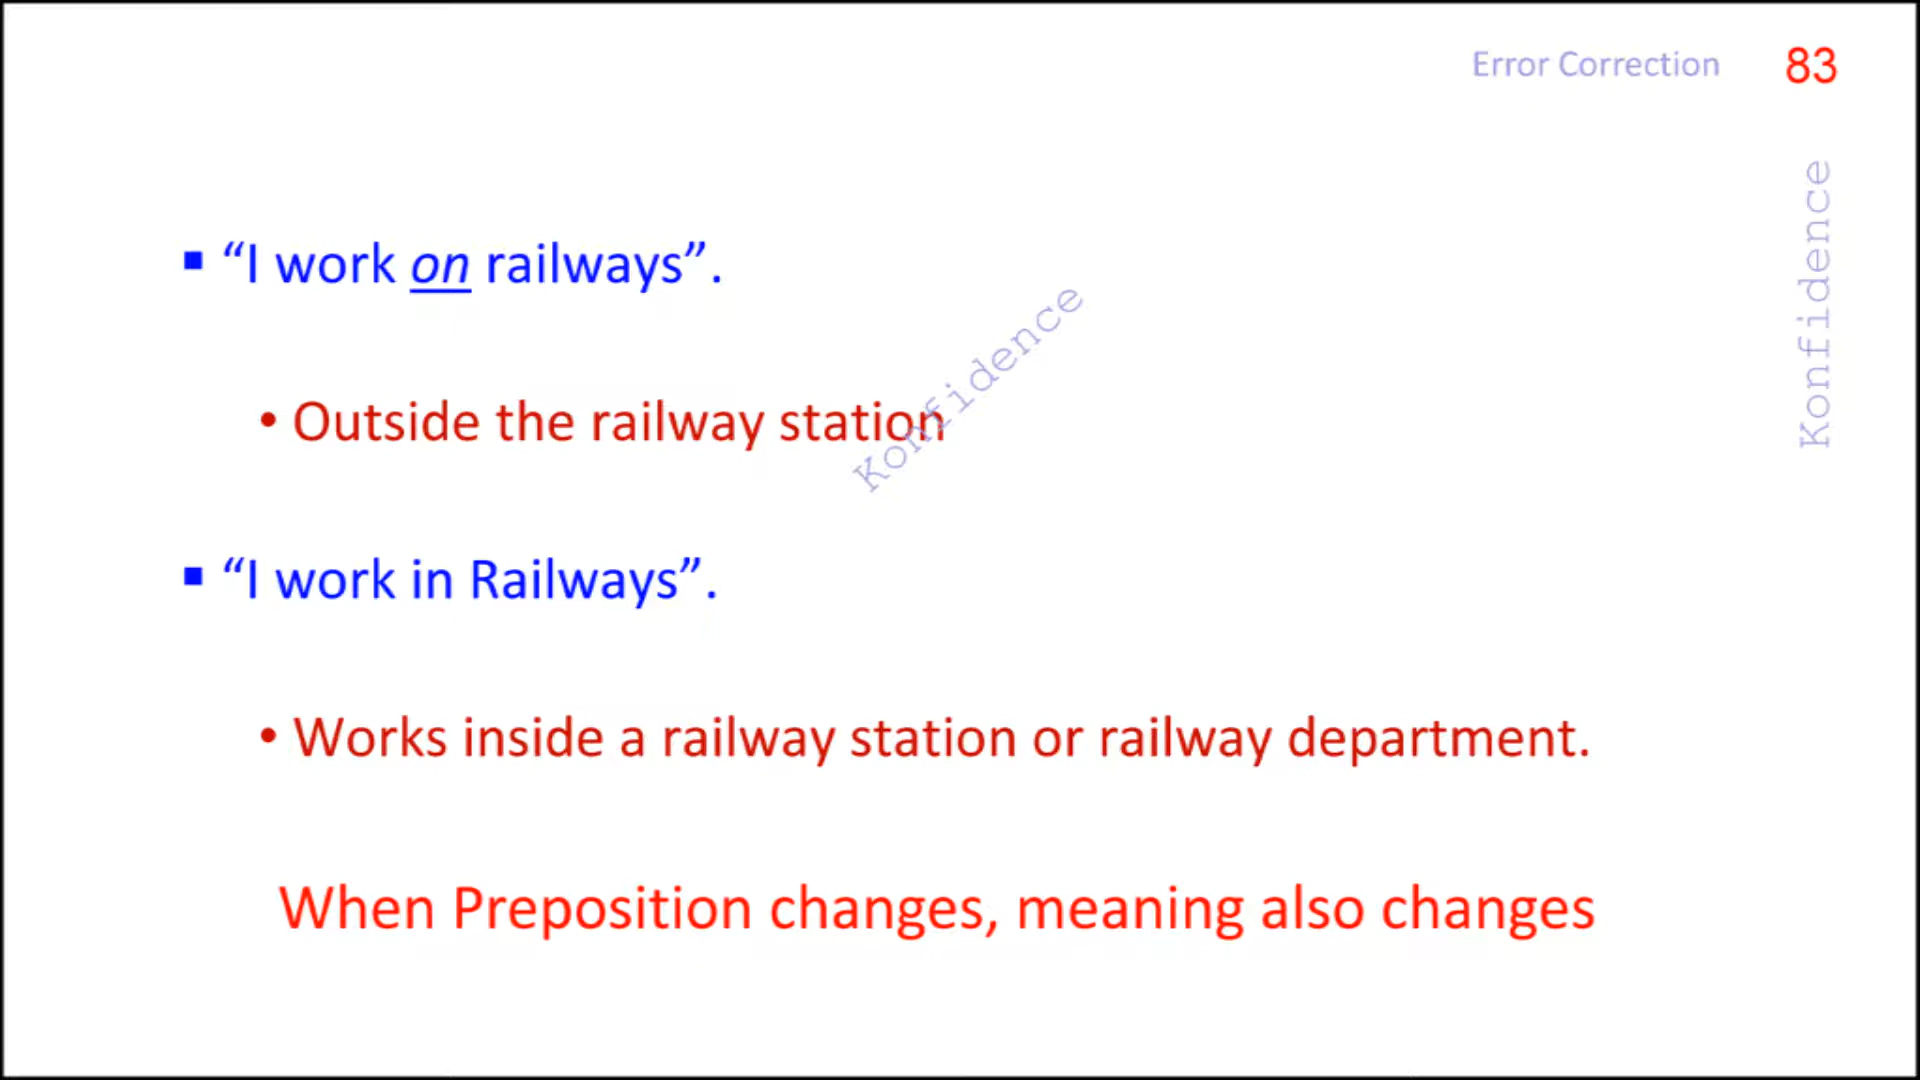 Error Correction 83
Konfidence
▪ “I work on railways”.
Konfidence
• Outside the railway station
▪ “I work in Railways”.
• Works inside a railway station or railway department.
When Preposition changes, meaning also changes